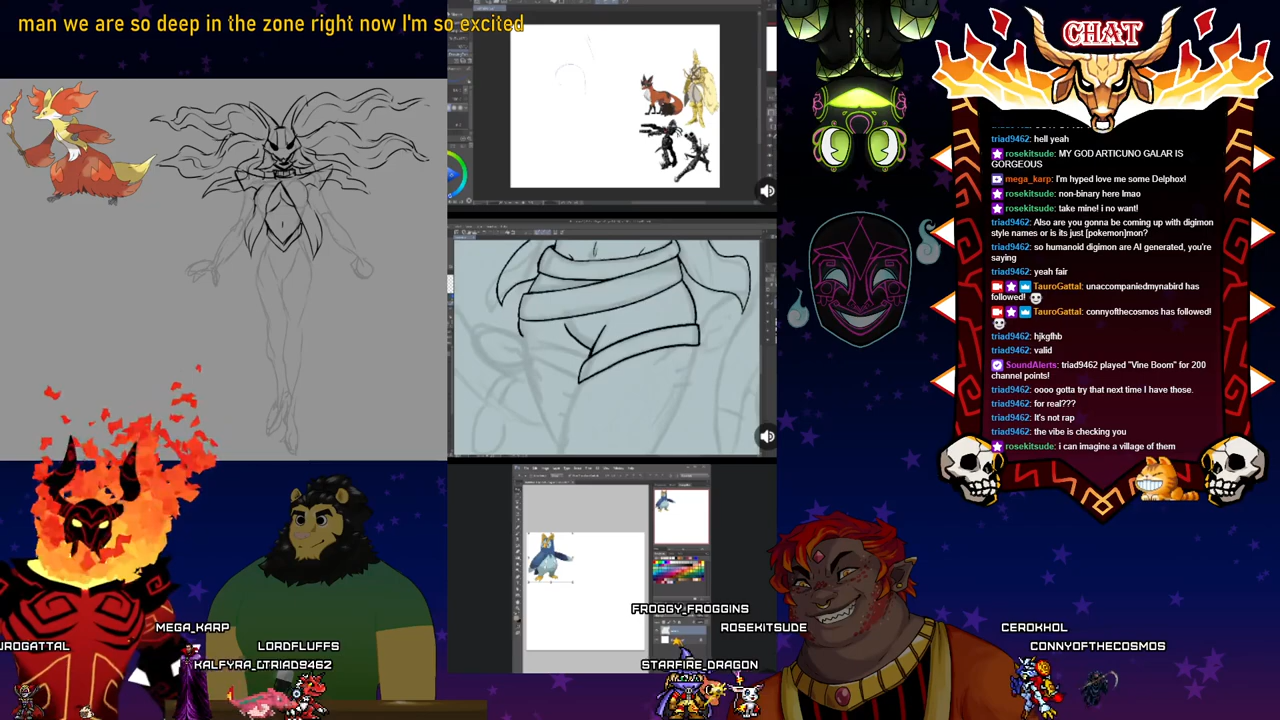 man we are so deep in the zone right now I'm so excited
CHAT
triad9462: hell yeah
rosekitsude: MY GOD ARTICUNO GALAR IS
GORGEOUS
mega_karp: I'm hyped love me some Delphox!
rosekitsude: non-binary here lmao
rosekitsude: take mine! i no want!
triad9462: Also are you gonna be coming up with digimon
style names or is its just [pokemon]mon?
triad9462: so humanoid digimon are AI generated, you're
saying
triad9462: yeah fair
TauroGattal: unaccompaniedmynabird has
followed!
TauroGattal: connyofthecosmos has followed!
triad9462: hjkgfhb
triad9462: valid
SoundAlerts: triad9462 played "Vine Boom" for 200
channel points!
triad9462: oooo gotta try that next time I have those.
triad9462: for real???
triad9462: It's not rap
triad9462: the vibe is checking you
rosekitsude: i can imagine a village of them
FROGGY_FROGGINS
MEGA_KARP
ROSEKITSUDE
CEROKHOL
UROGATTAL
LORDFLUFFS
CONNYOFTHECOSMOS
KALFYRA_DTRIAD9462
STARFIRE_DRAGON